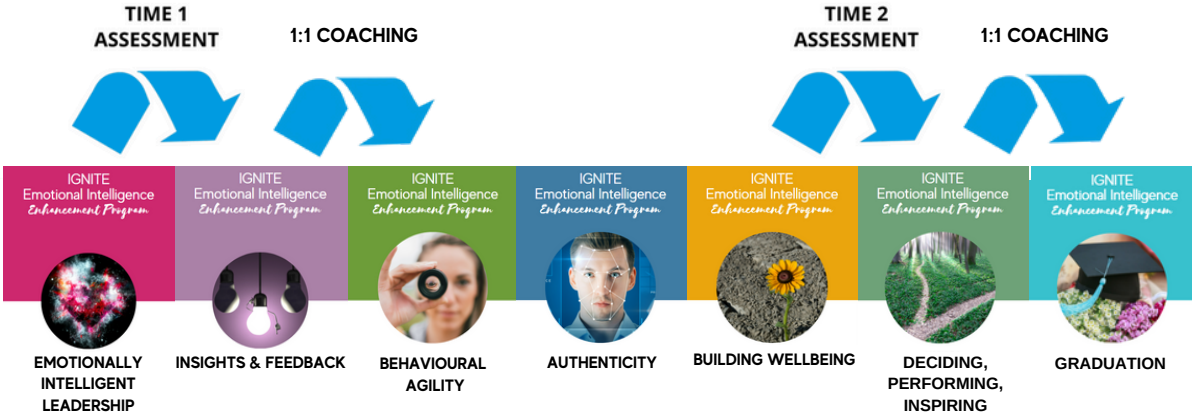 TIME 1
ASSESSMENT
1:1 COACHING
TIME 2
ASSESSMENT
1:1 COACHING
IGNITE
Emotional Intelligence
Enhancement Program
IGNITE
Emotional Intelligence
Enhancement Program
IGNITE
Emotional Intelligence
Enhancement Program
IGNITE
Emotional Intelligence
Enhancement Program
IGNITE
Emotional Intelligence
Enhancement Program
IGNITE
Emotional Intelligence
Enhancement Program
IGNITE
Emotional Intelligence
Enhancement Program
EMOTIONALLY
INTELLIGENT
LEADERSHIP
INSIGHTS & FEEDBACK
BEHAVIOURAL
AGILITY
AUTHENTICITY
BUILDING WELLBEING
DECIDING,
PERFORMING,
INSPIRING
GRADUATION